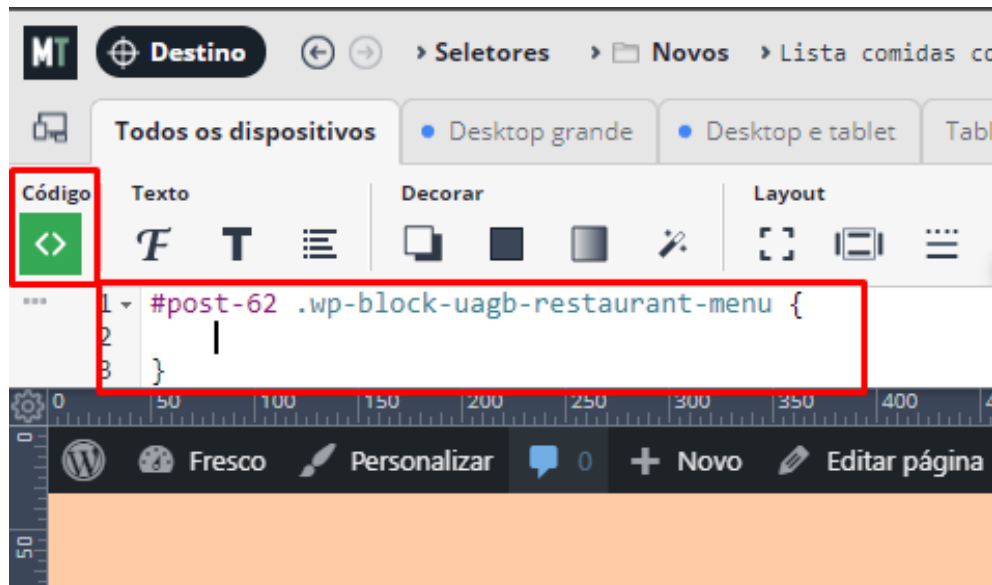 MT Destino > Seletores > Novos > Lista comidas co
Todos os dispositivos • Desktop grande • Desktop e tablet Tabl
Código Texto Decorar Layout
<> F T
1 #post-62 .wp-block-uagb-restaurant-menu {
2
3 }
0 50 100 150 200 250 300 350 400 4
0 Fresco Personalizar 0 + Novo Editar página
50